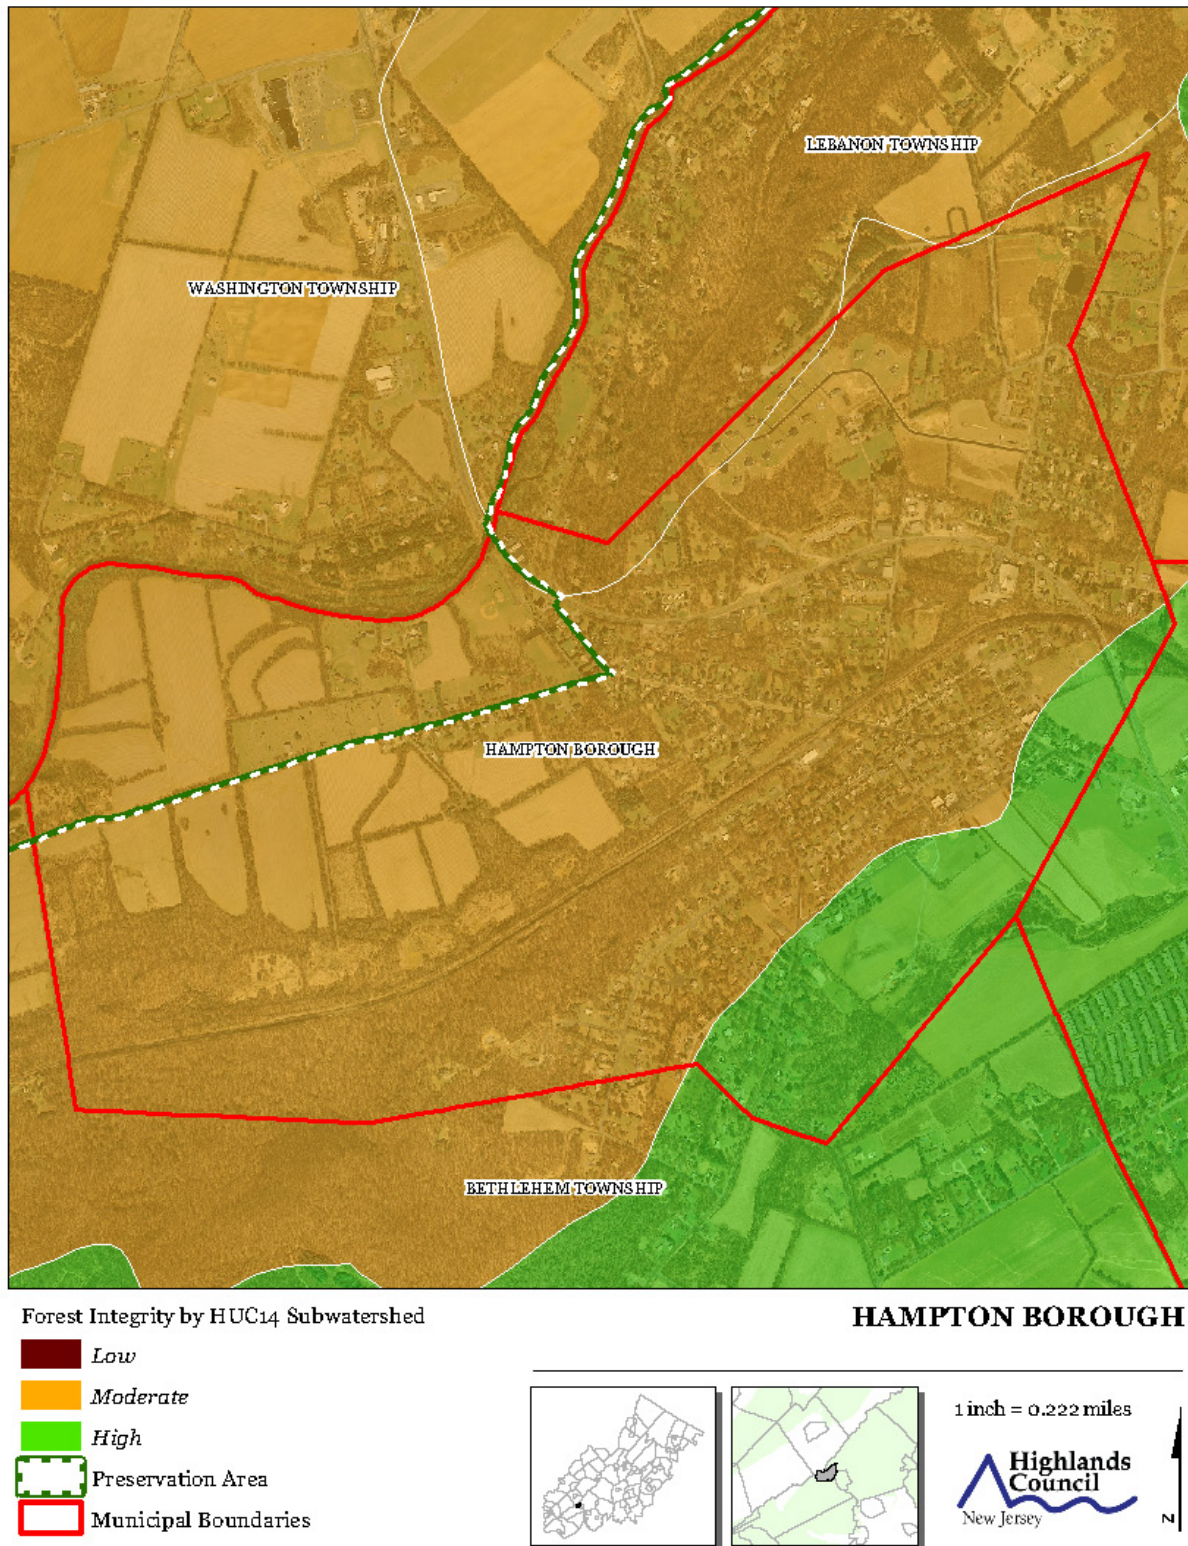 LEBANON TOWNSHIP
WASHINGTON TOWNSHIP
HAMPTON BOROUGH
BETHLEHEM TOWNSHIP
Forest Integrity by HUC14 Subwatershed
Low
Moderate
High
Preservation Area
Municipal Boundaries
HAMPTON BOROUGH
1 inch = 0.222 miles
Highlands
Council
New Jersey
N